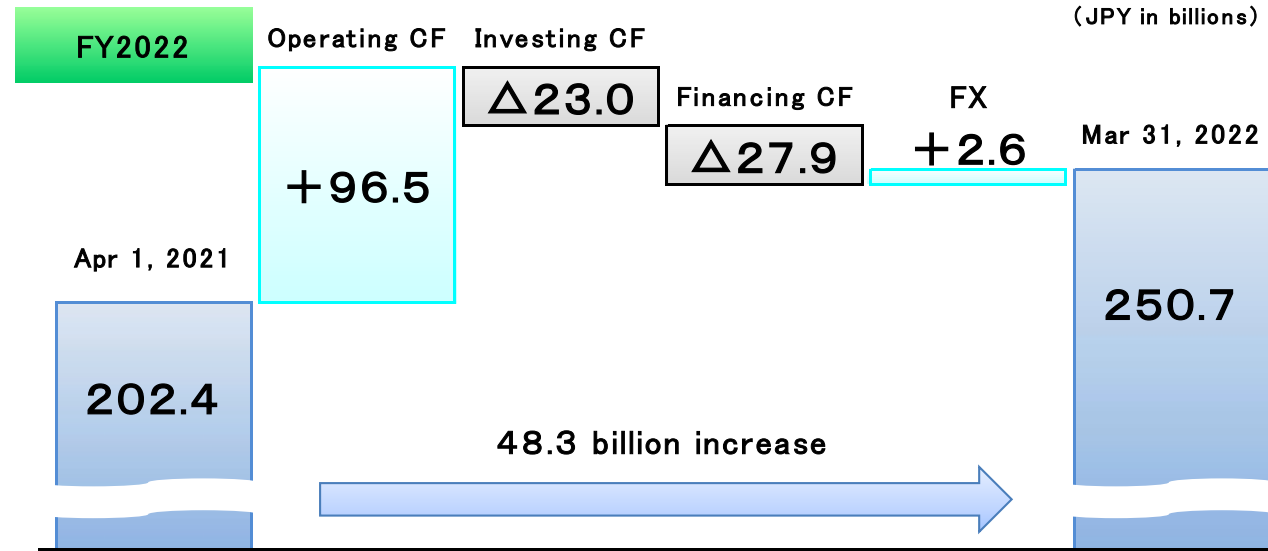 （JPY in billions）
FY2022
Operating CF
Investing CF
△23.0
Financing CF
△27.9
FX
＋2.6
Mar 31, 2022
＋96.5
Apr 1, 2021
250.7
202.4
48.3 billion increase